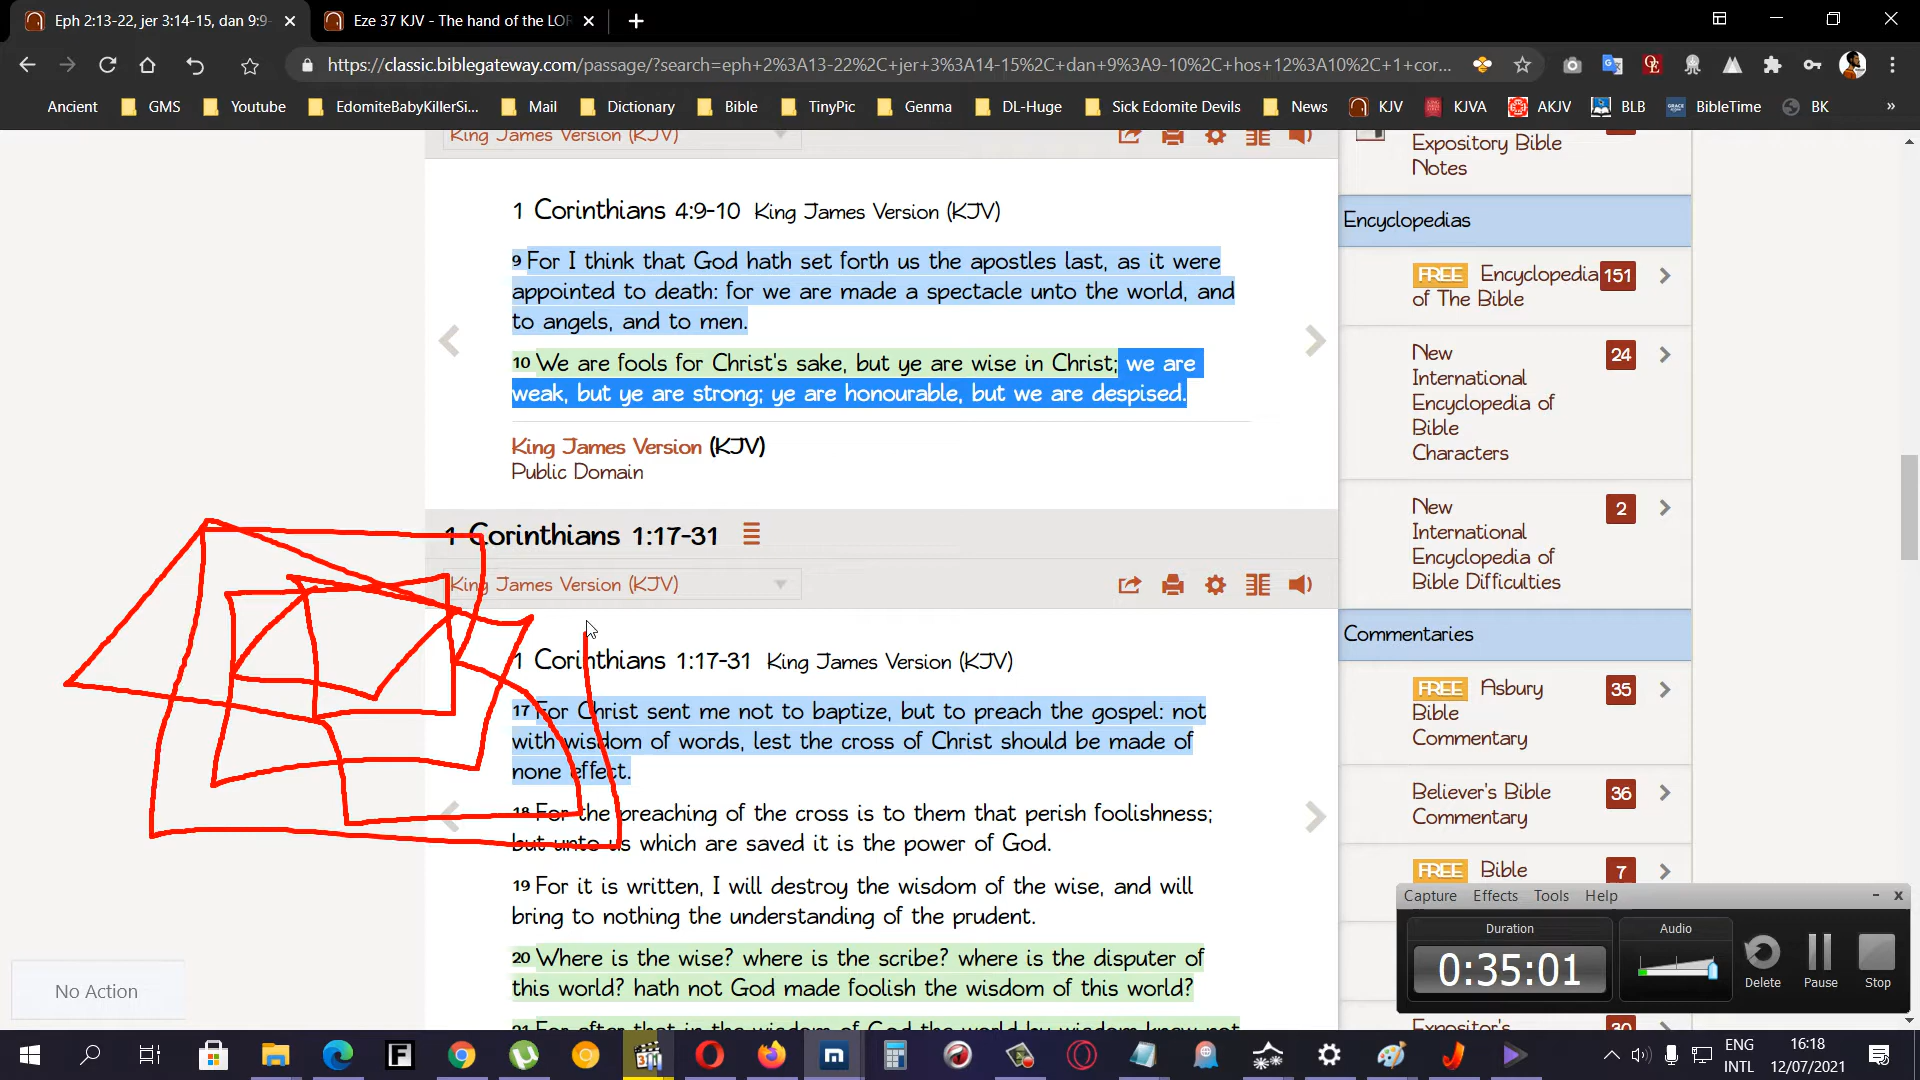 Eph 2:13-22, jer 3:14-15, dan 9:9-
Eze 37 KJV - The hand of the LOR
https://classic.biblegateway.com/passage/?search=eph+2%3A13-22%2C+jer+3%3A14-15%2C+dan+9%3A9-10%2C+hos+12%3A10%2C+1+cor...
Ancient
GMS
Youtube
EdomiteBabyKillerSi...
Mail
Dictionary
Bible
TinyPic
Genma
DL-Huge
Sick Edomite Devils
News
KJV
KJVA
AKJV
BLB
BibleTime
BK
»
King James Version (KJV)
1 Corinthians 4:9-10 King James Version (KJV)
9 For I think that God hath set forth us the apostles last, as it were
appointed to death: for we are made a spectacle unto the world, and
to angels, and to men.
10 We are fools for Christ's sake, but ye are wise in Christ; we are
weak, but ye are strong; ye are honourable, but we are despised.
King James Version (KJV)
Public Domain
1 Corinthians 1:17-31
King James Version (KJV)
1 Corinthians 1:17-31 King James Version (KJV)
17 For Christ sent me not to baptize, but to preach the gospel: not
with wisdom of words, lest the cross of Christ should be made of
none effect.
18 For the preaching of the cross is to them that perish foolishness;
but unto us which are saved it is the power of God.
19 For it is written, I will destroy the wisdom of the wise, and will
bring to nothing the understanding of the prudent.
20 Where is the wise? where is the scribe? where is the disputer of
this world? hath not God made foolish the wisdom of this world?
21 For after that in the wisdom of God the world by wisdom knew not
Expository Bible
Notes
Encyclopedias
FREE Encyclopedia 151
of The Bible
New 24
International
Encyclopedia of
Bible
Characters
New 2
International
Encyclopedia of
Bible Difficulties
Commentaries
FREE Asbury 35
Bible
Commentary
Believer's Bible 36
Commentary
FREE Bible 7
Expositor's 30
Capture Effects Tools Help
Duration
0:35:01
Audio
Delete
Pause
Stop
No Action
ENG
INTL
16:18
12/07/2021